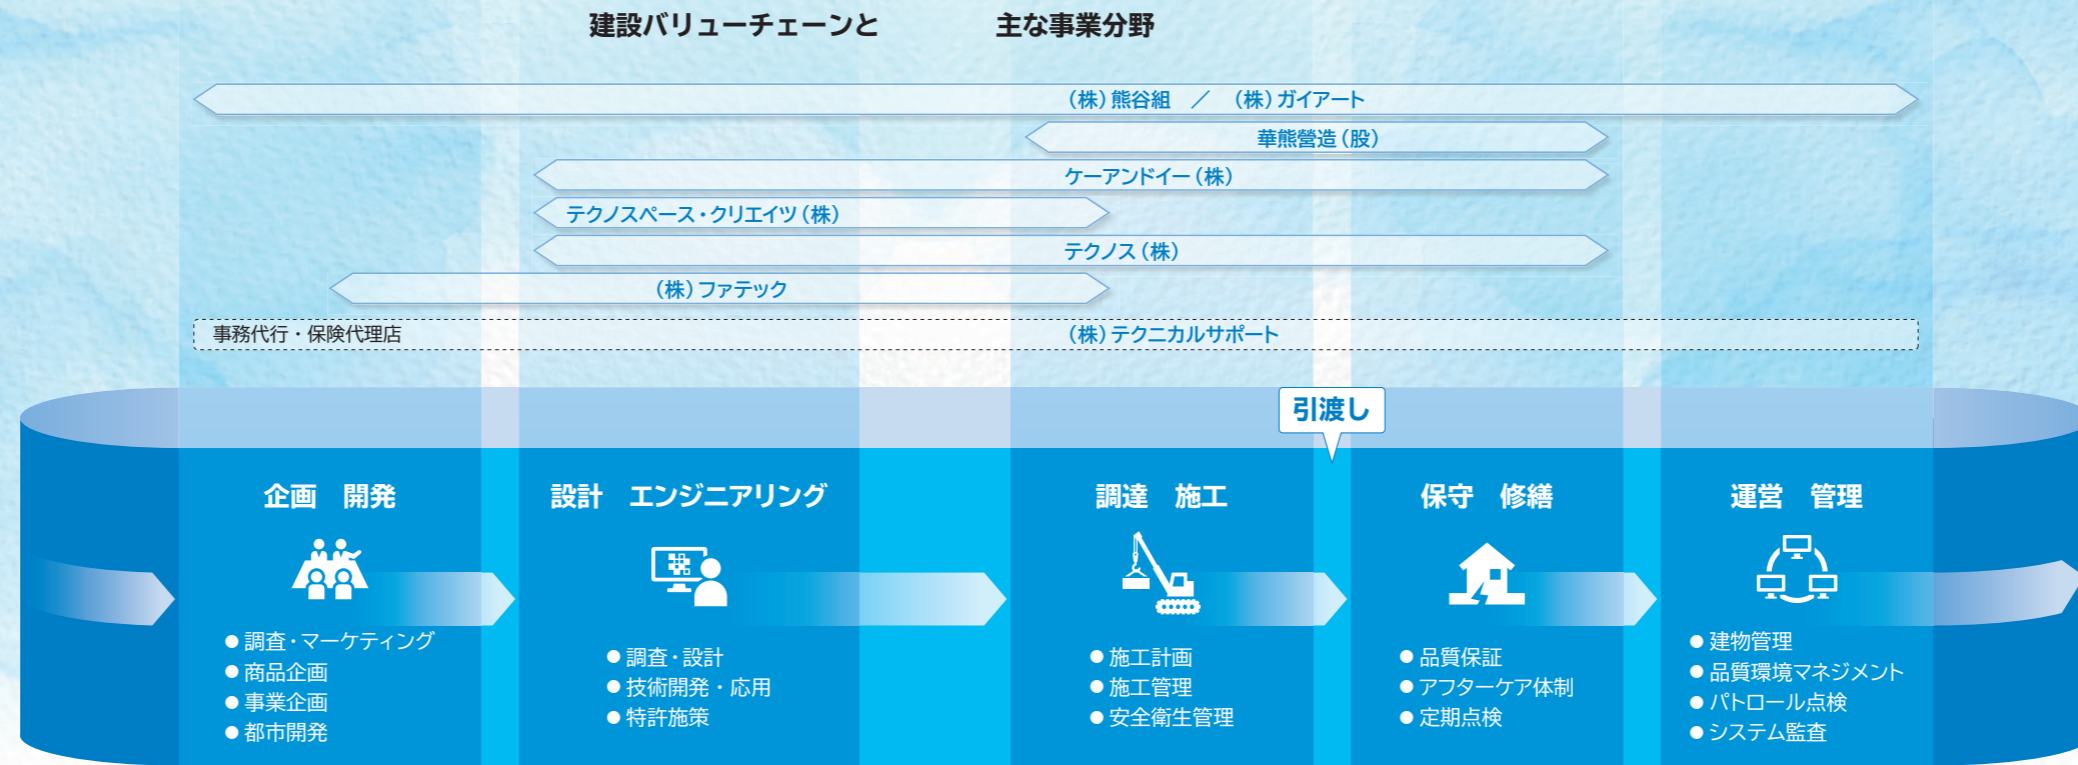 建設バリューチェーンと 主な事業分野
（株）熊谷組 ／ （株）ガイアート
華熊營造（股）
ケーアンドイー（株）
テクノスペース・クリエイツ（株）
テクノス（株）
（株）ファテック
事務代行・保険代理店 （株）テクニカルサポート
引渡し
企画 開発
●調査・マーケティング
●商品企画
●事業企画
●都市開発
設計 エンジニアリング
●調査・設計
●技術開発・応用
●特許施策
調達 施工
●施工計画
●施工管理
●安全衛生管理
保守 修繕
●品質保証
●アフターケア体制
●定期点検
運営 管理
●建物管理
●品質環境マネジメント
●パトロール点検
●システム監査